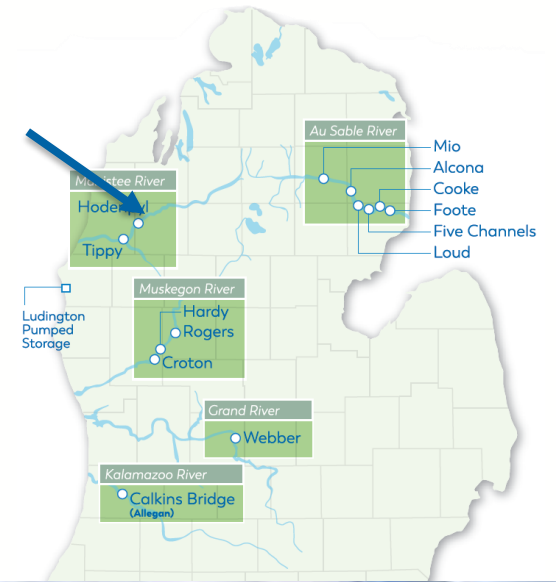 Au Sable River
Mio
Alcona
Cooke
Foote
Five Channels
Loud
Manistee River
Tippy
Ludington
Pumped
Storage
Muskegon River
Hardy
Rogers
Croton
Grand River
Webber
Kalamazoo River
Calkins Bridge
(Allegan)